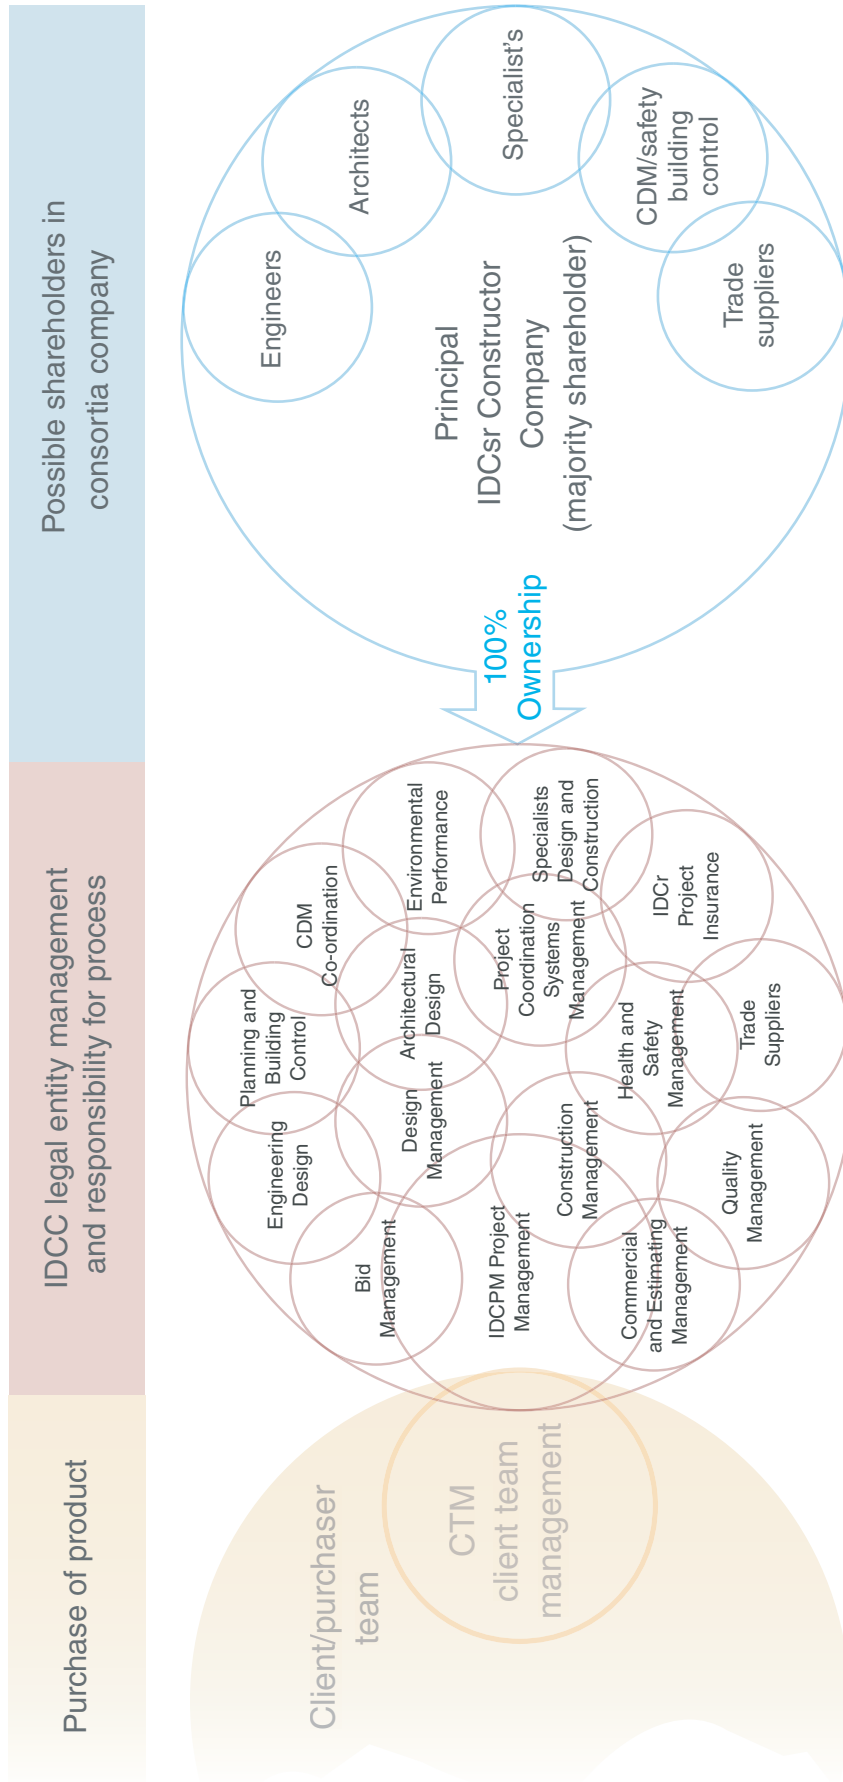 Purchase of product
IDCC legal entity management
and responsibility for process
Possible shareholders in
consortia company
Client/purchaser
team
CTM
client team
management
Bid
Management
Engineering
Design
Planning and
Building
Control
CDM
Co-ordination
Environmental
Performance
Specialists
Design and
Construction
IDCr
Project
Insurance
Trade
Suppliers
Quality
Management
Commercial
and Estimating
Management
IDCPM Project
Management
Design
Management
Architectural
Design
Project
Coordination
Systems
Management
Health and
Safety
Management
Construction
Management
100%
Ownership
Principal
IDCsr Constructor
Company
(majority shareholder)
Engineers
Architects
Specialist's
CDM/safety
building
control
Trade
suppliers